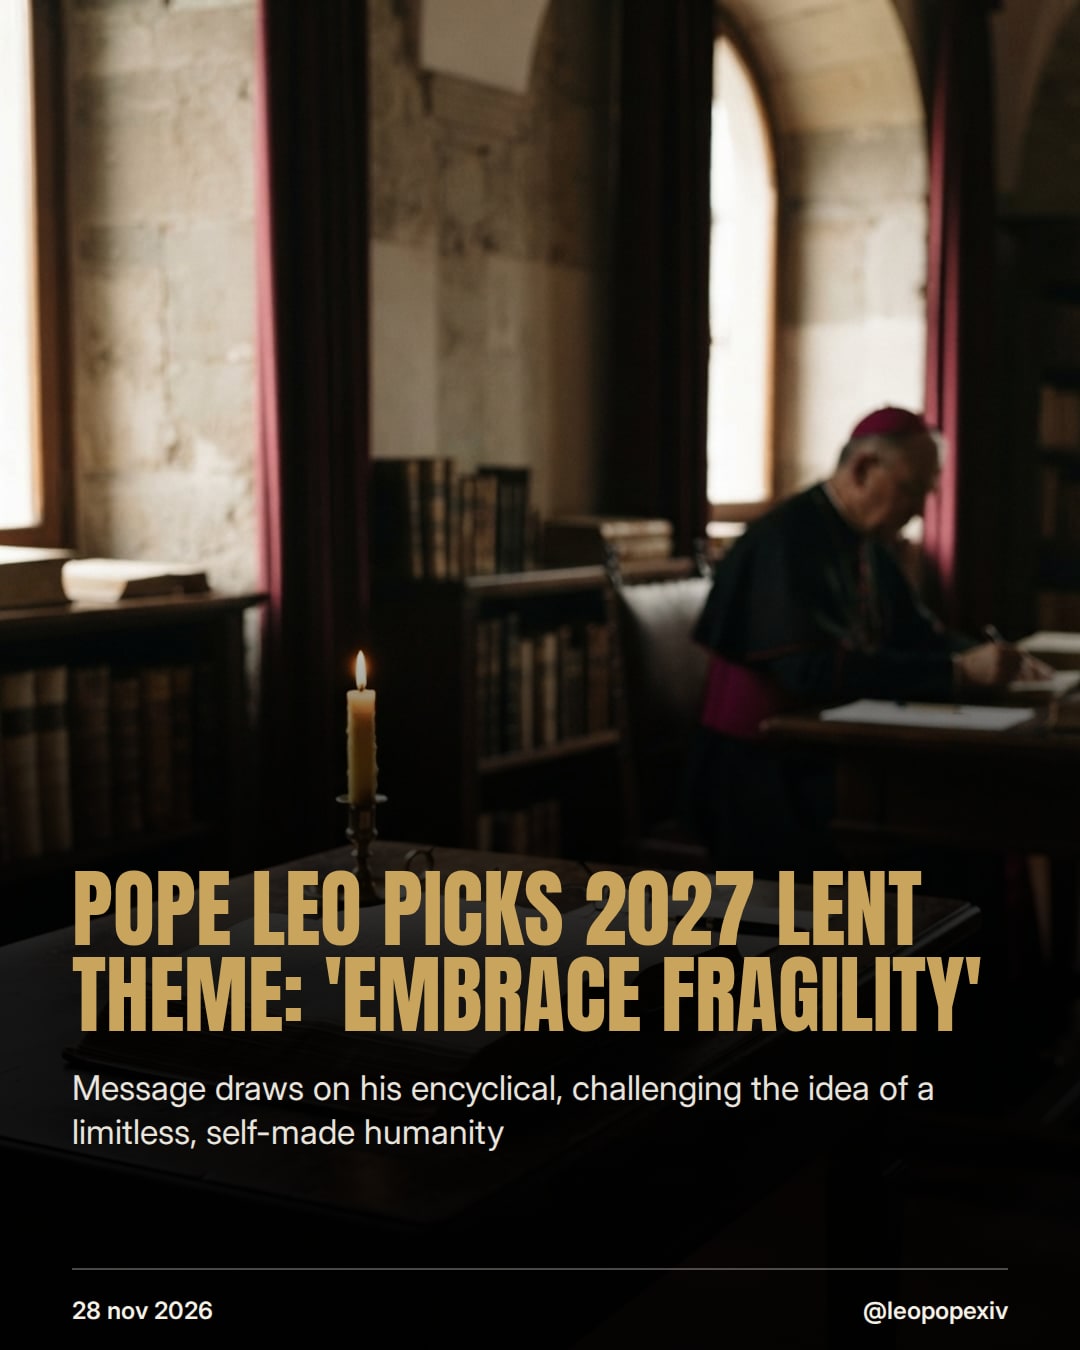 POPE LEO PICKS 2027 LENT
THEME: 'EMBRACE FRAGILITY'
Message draws on his encyclical, challenging the idea of a
limitless, self-made humanity
28 nov 2026
@leopopexiv